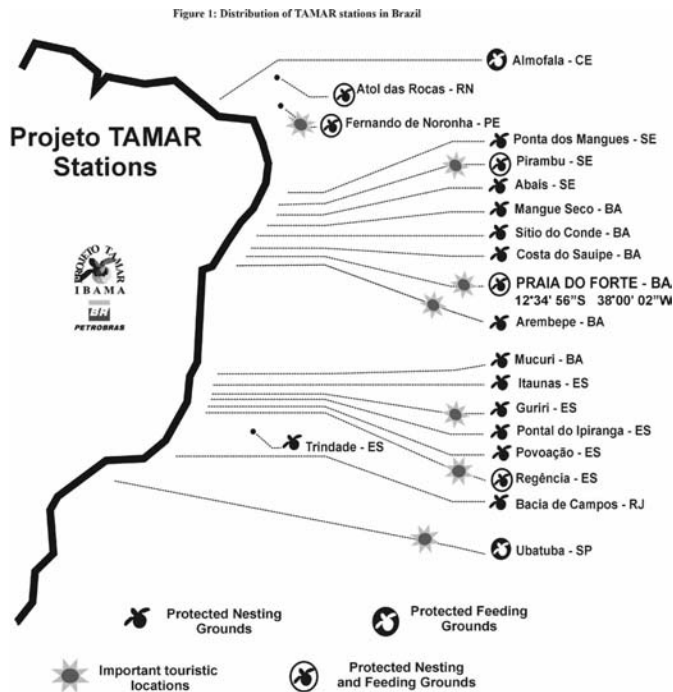 Figure 1: Distribution of TAMAR stations in Brazil
Almofala - CE
Atol das Rocas - RN
Fernando de Noronha - PE
Projeto TAMAR
Stations
Ponta dos Mangues - SE
Pirambu - SE
Abais - SE
Mangue Seco - BA
Sítio do Conde - BA
Costa do Sauipe - BA
PROJETO TAMAR
IBAMA
BR
PETROBRAS
PRAIA DO FORTE - BA
12°34' 56"S 38°00' 02"W
Arembepe - BA
Mucuri - BA
Itaunas - ES
Guriri - ES
Pontal do Ipiranga - ES
Trindade - ES
Povoação - ES
Regência - ES
Bacia de Campos - RJ
Ubatuba - SP
Protected Nesting
Grounds
Protected Feeding
Grounds
Important touristic
locations
Protected Nesting
and Feeding Grounds